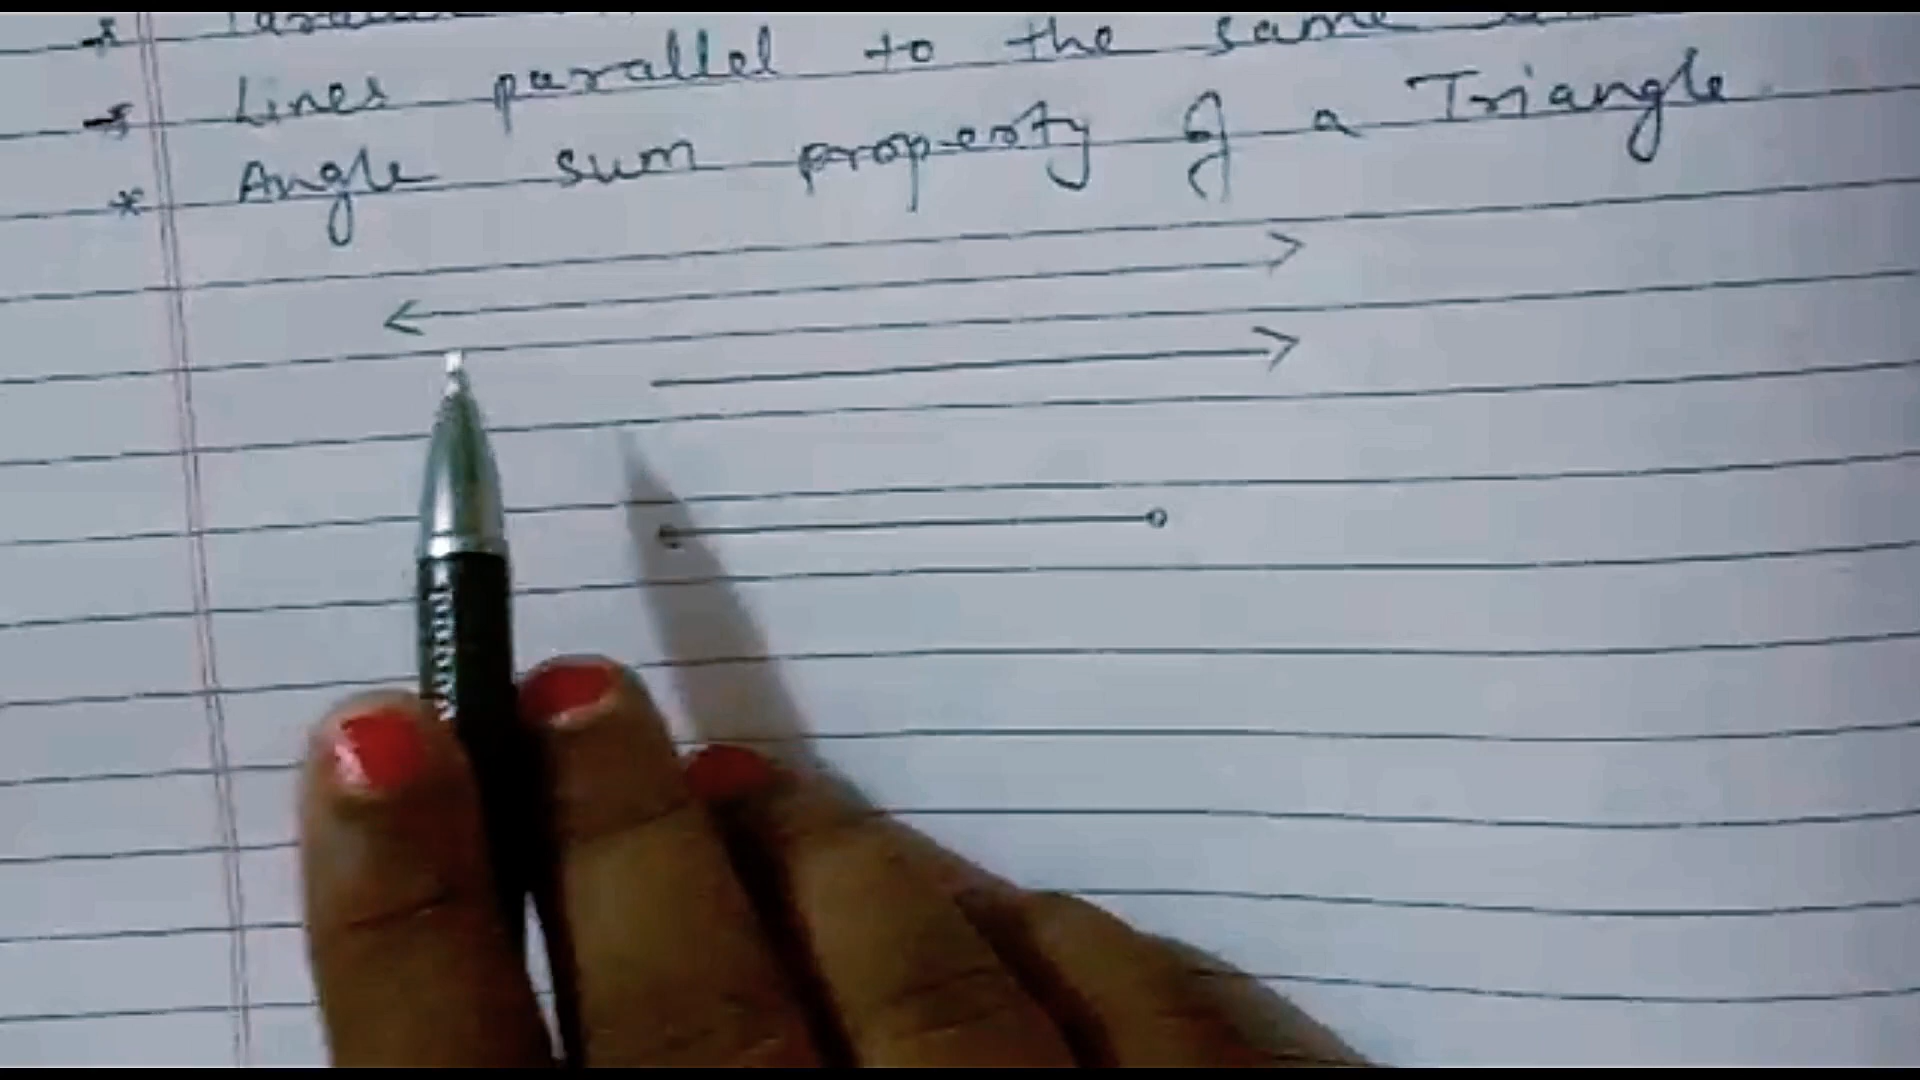 * 
→ Lines parallel to the same
* Angle sum property of a Triangle